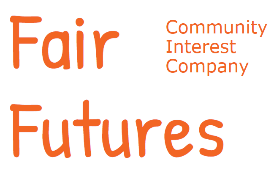 Fair
Futures
Community
Interest
Company